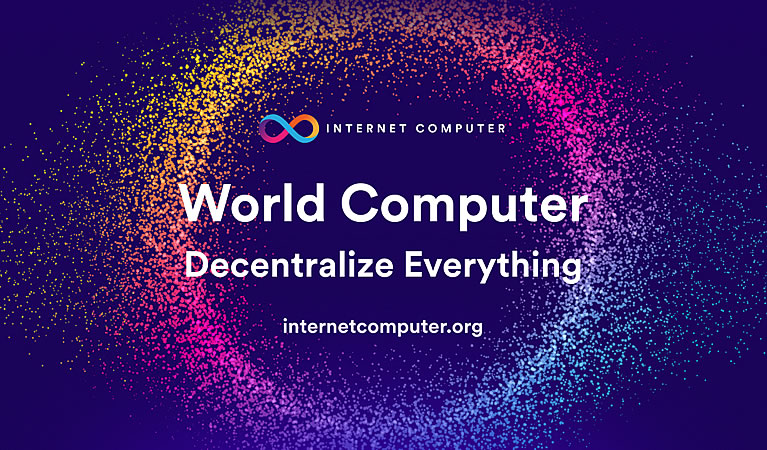 INTERNET COMPUTER
World Computer
Decentralize Everything
internetcomputer.org